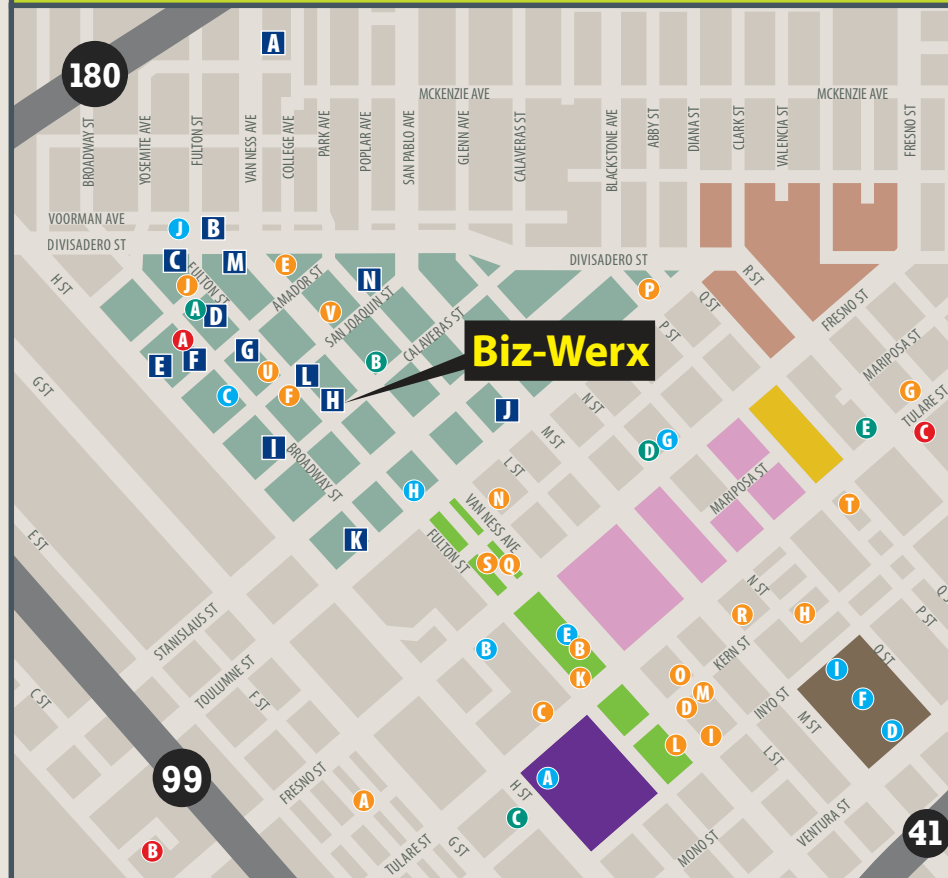 A
180
MCKENZIE AVE
MCKENZIE AVE
BROADWAY ST
YOSEMITE AVE
FULTON ST
VAN NESS AVE
COLLEGE AVE
PARK AVE
POPLAR AVE
SAN PABLO AVE
GLENN AVE
CALAVERAS ST
BLACKSTONE AVE
ABBY ST
DIANA ST
CLARK ST
VALENCIA ST
FRESNO ST
VOORMAN AVE
J
B
DIVISADERO ST
DIVISADERO ST
C
M
E
H ST
J
FULTON ST
AMADOR ST
N
P
Q ST
R ST
FRESNO ST
A
D
V
SAN JOAQUIN ST
CALAVERAS ST
P ST
A
E
F
G
B
Biz-Werx
MARIPOSA ST
U
L
G ST
C
F
H
J
N ST
G
TULARE ST
C
I
M ST
D
G
E
BROADWAY ST
L ST
MARIPOSA ST
H
N
T
VAN NESS AVE
K
FULTON ST
E ST
S
Q
N ST
Q
STANISLAUS ST
R
H
P ST
B
E
B
KERN ST
Q ST
TOULUMNE ST
K
O
I
C ST
F ST
M
INYO ST
F
C
D
M ST
I
D
L
L ST
99
FRESNO ST
A
H ST
A
C
VENTURA ST
41
B
TULARE ST
G ST
MONO ST